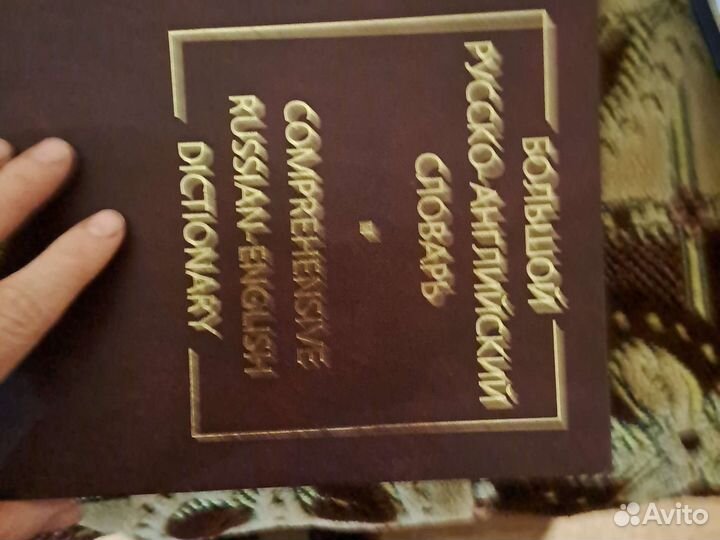 БОЛЬШОЙ
РУССКО-АНГЛИЙСКИЙ
СЛОВАРЬ
COMPREHENSIVE
RUSSIAN-ENGLISH
DICTIONARY
Avito